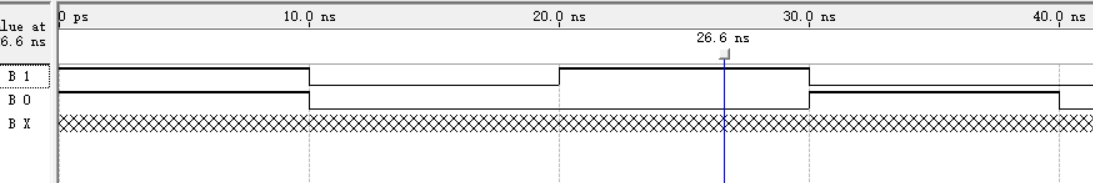 0 ps 10.0 ns 20.0 ns 30.0 ns 40.0 ns
lue at
6.6 ns
26.6 ns
B 1
B 0
B X